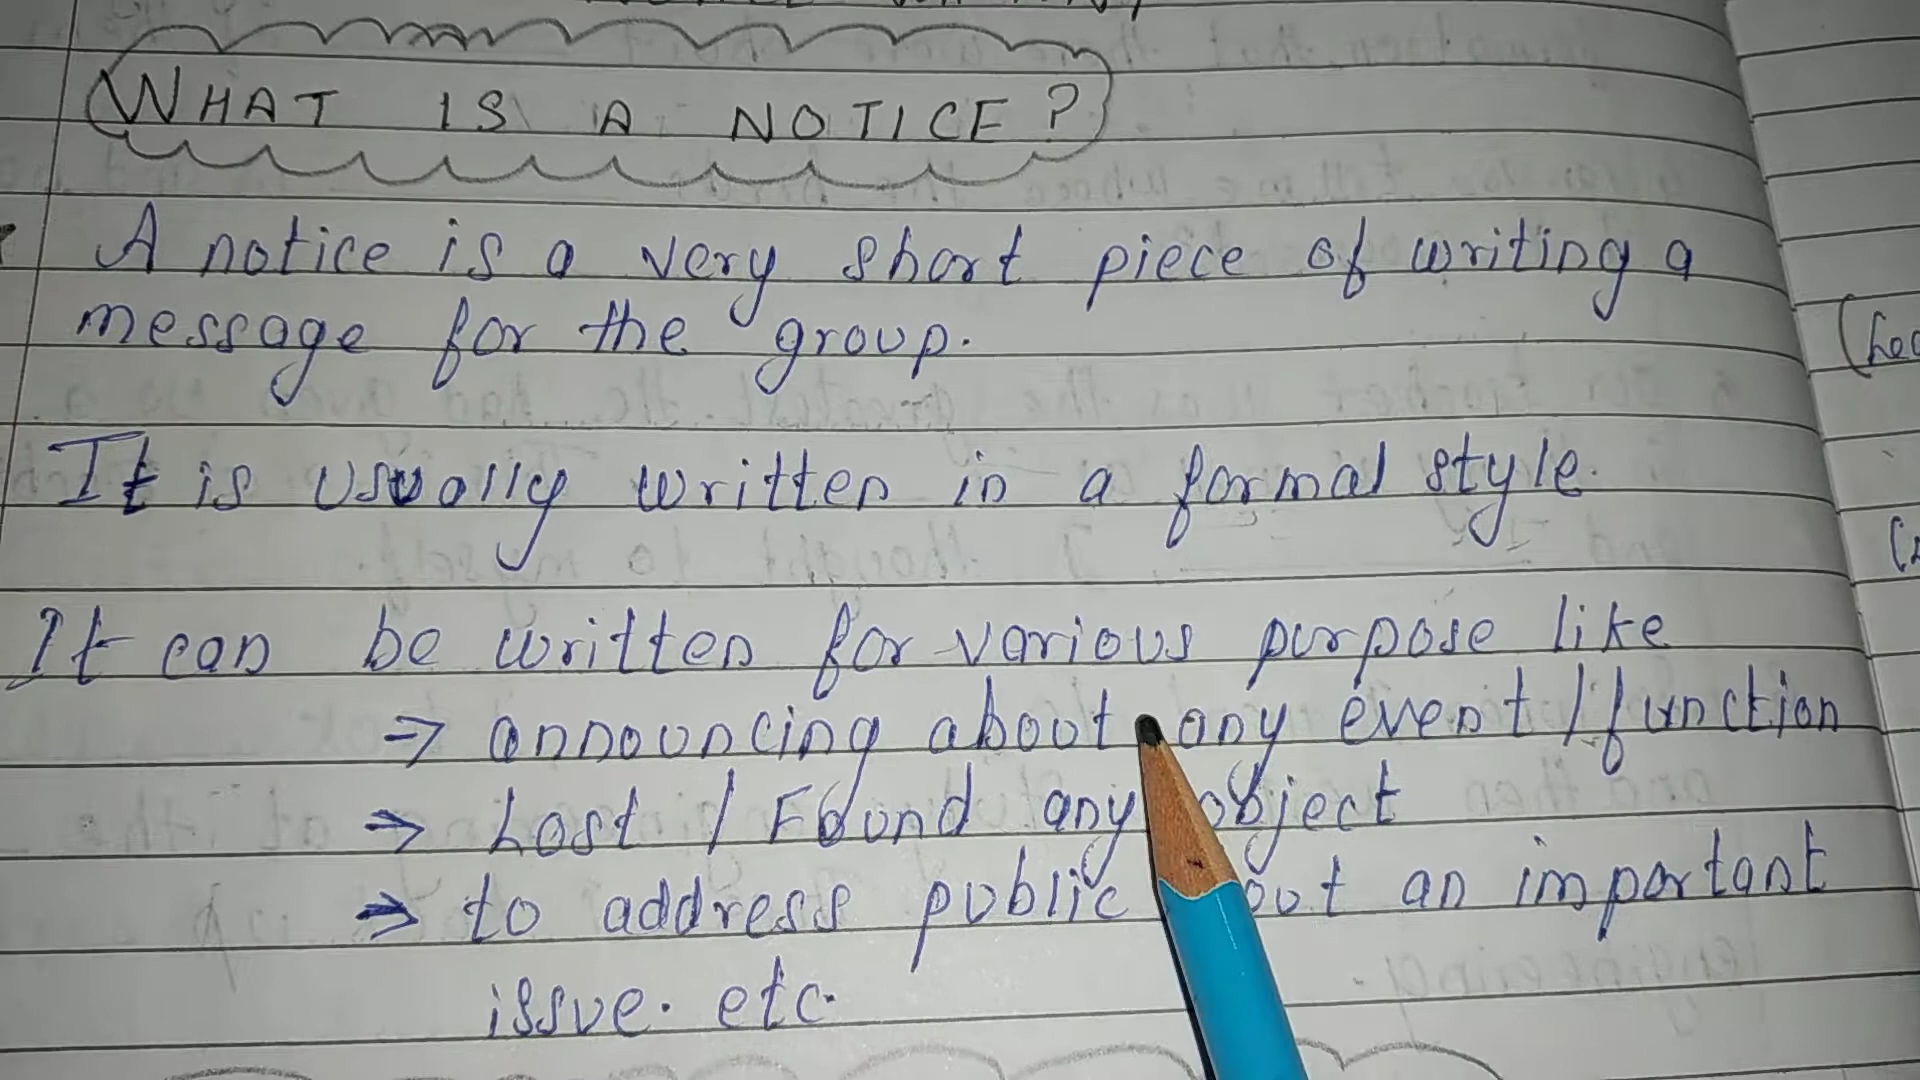 WHAT IS A NOTICE?
A notice is a very short piece of writing a
message for the group.
It is usually written in a formal style.
It can be written for various purpose like
⇒ announcing about any event / function
⇒ Lost / Found any object
⇒ to address public an important
issue. etc.